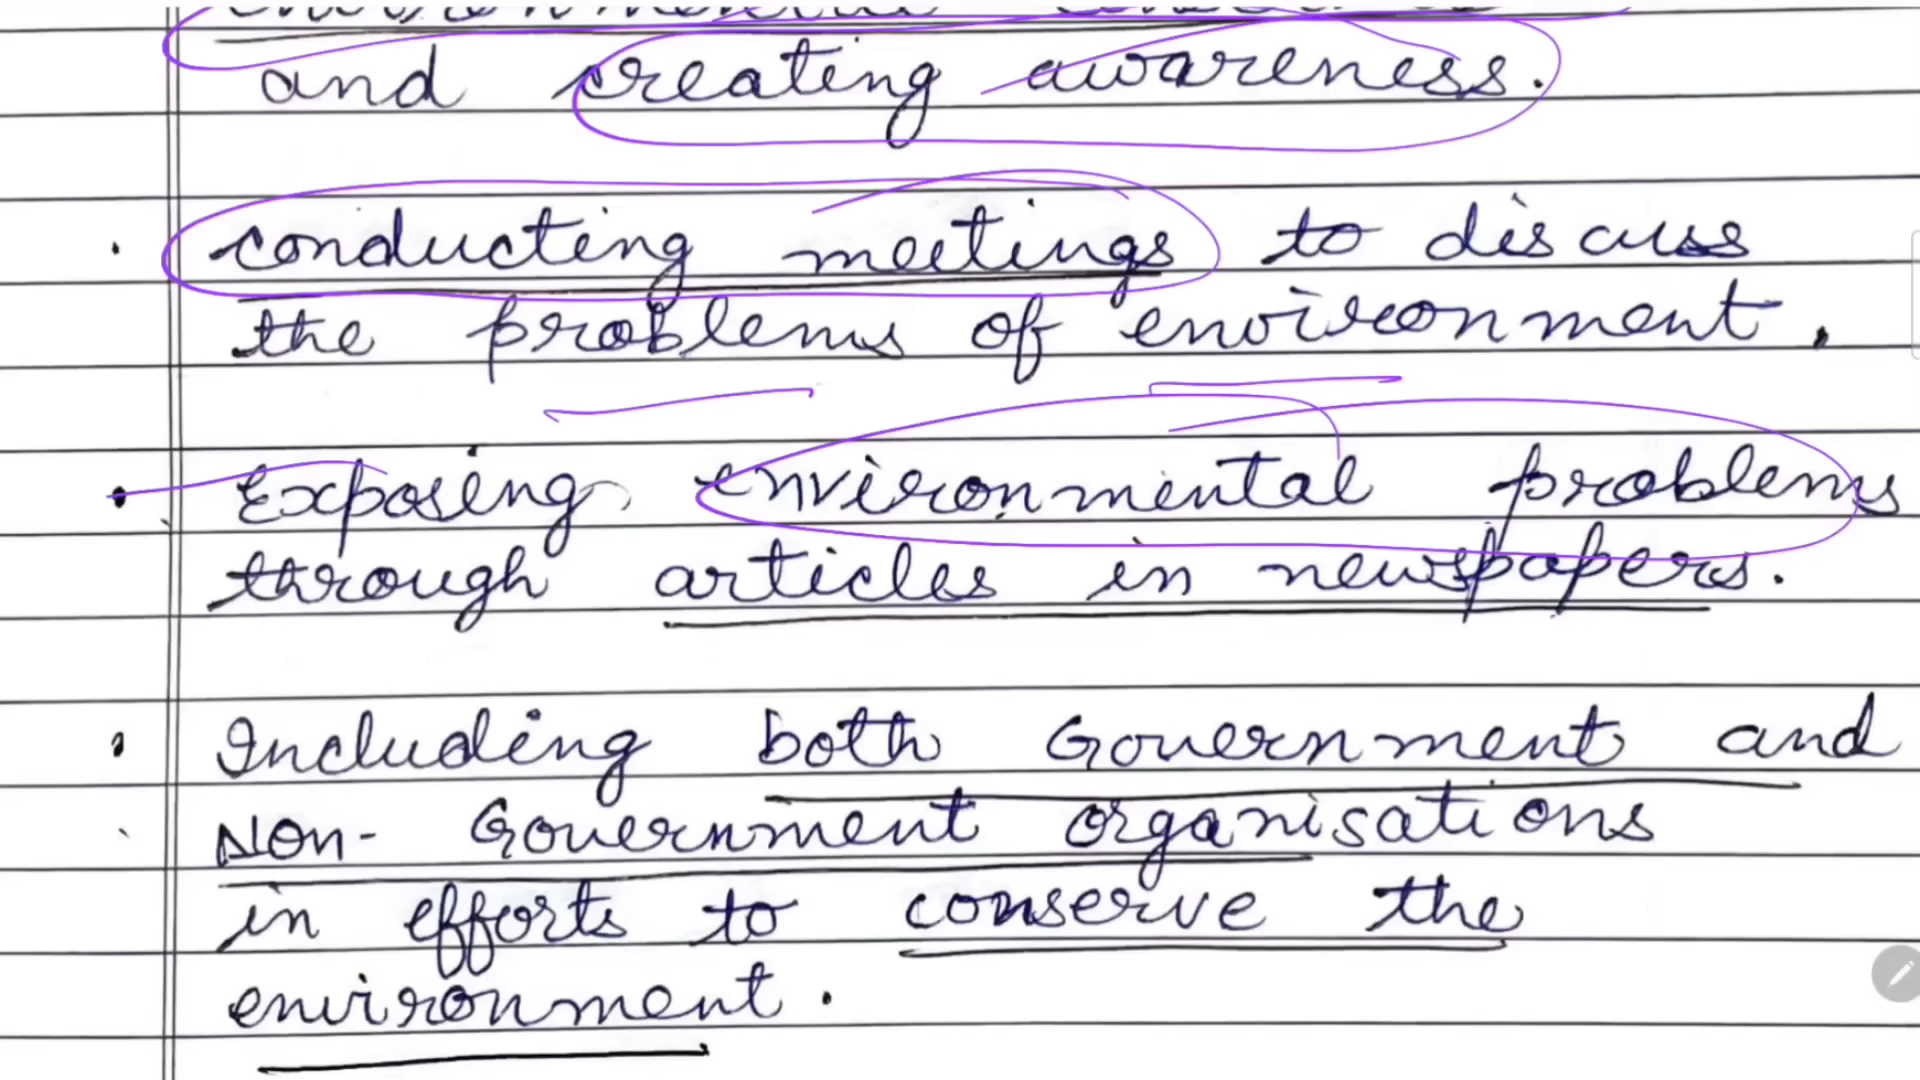 and creating awareness.
· conducting meetings to discuss
the problems of environment.
· Exposing environmental problems
through articles in newspapers.
· Including both Government and
Non- Government organisations
in efforts to conserve the
environment.